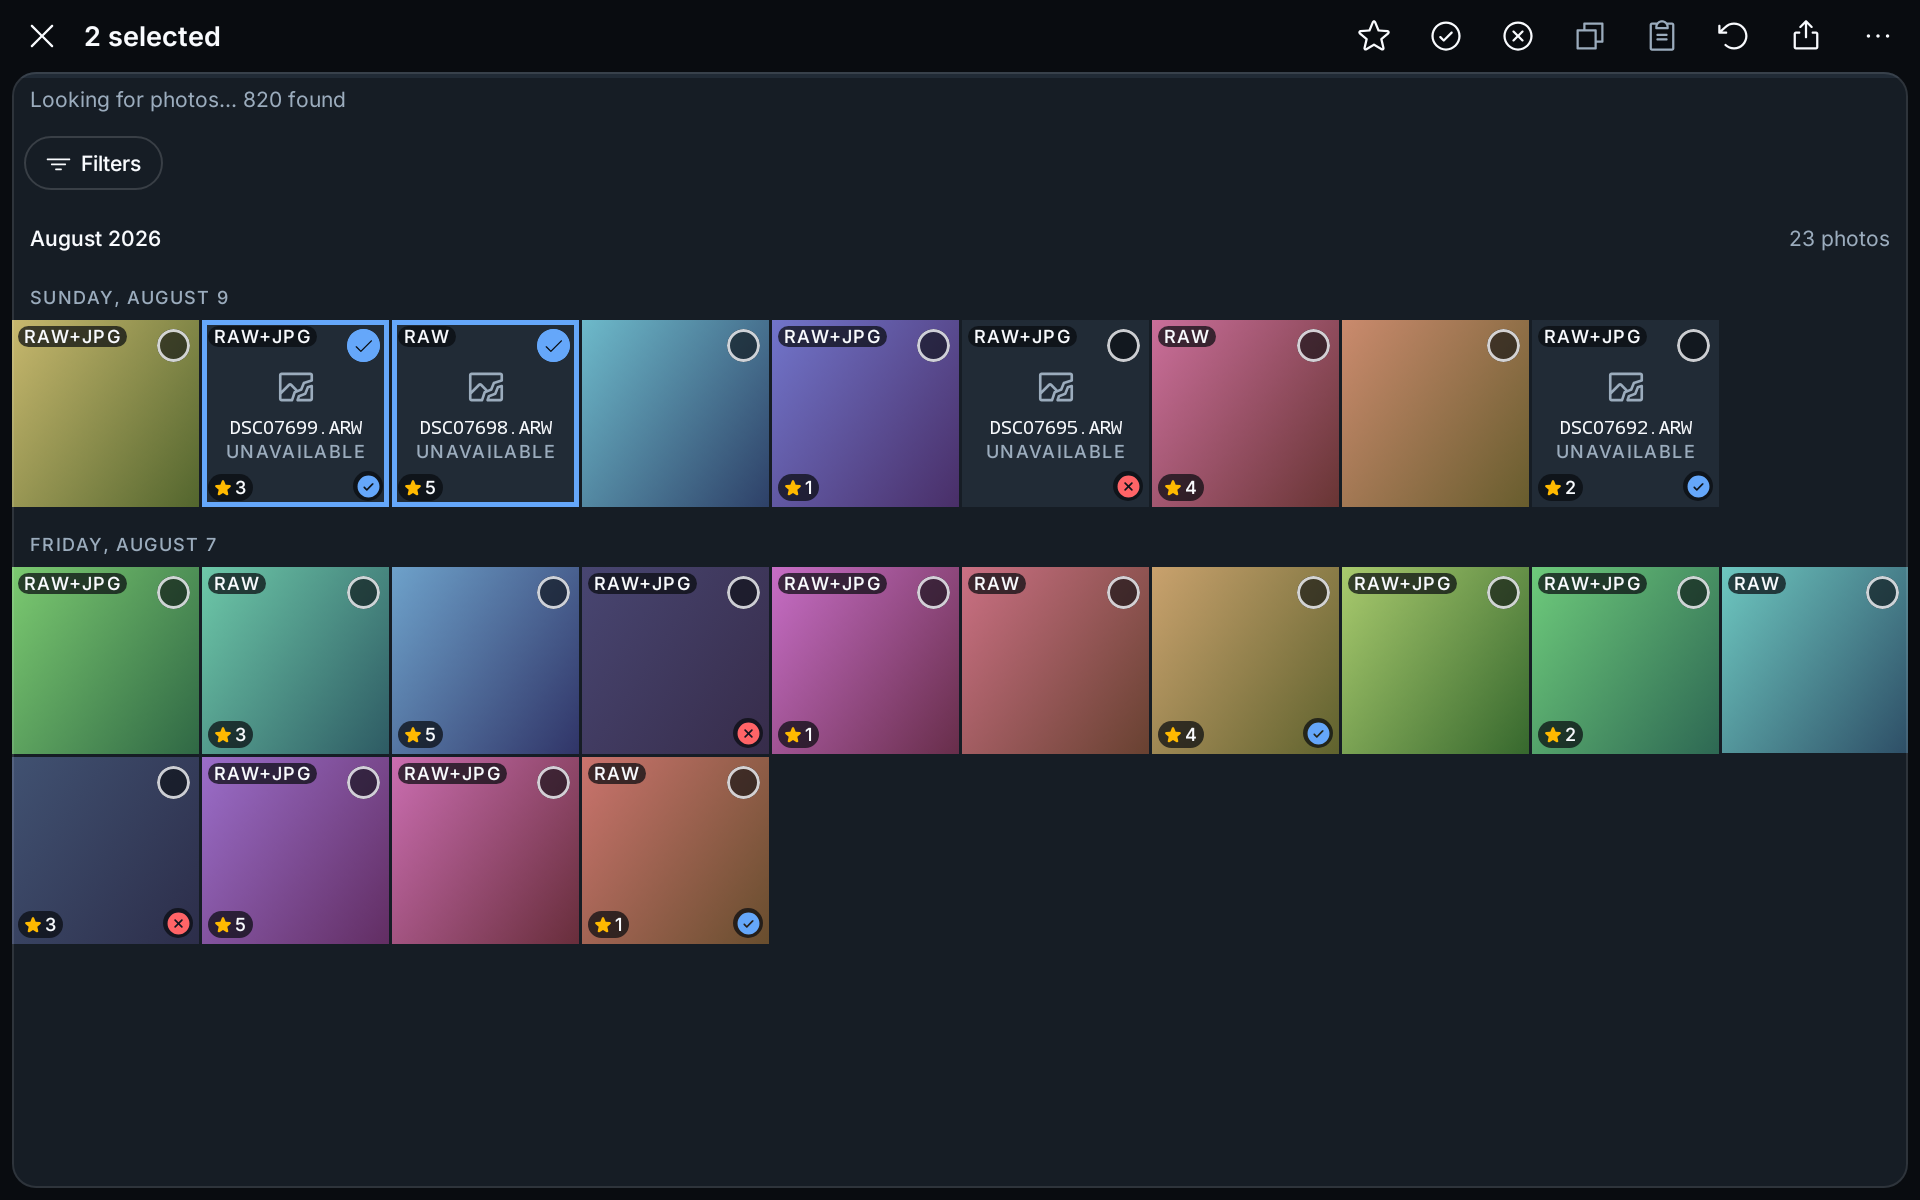 2 selected
Looking for photos... 820 found
Filters
August 2026
23 photos
SUNDAY, AUGUST 9
RAW+JPG
RAW+JPG
DSC07699.ARW
UNAVAILABLE
3
RAW
DSC07698.ARW
UNAVAILABLE
5
RAW+JPG
1
RAW+JPG
DSC07695.ARW
UNAVAILABLE
RAW
4
RAW+JPG
DSC07692.ARW
UNAVAILABLE
2
FRIDAY, AUGUST 7
RAW+JPG
RAW
3
5
RAW+JPG
RAW+JPG
1
RAW
4
RAW+JPG
RAW+JPG
2
RAW
3
RAW+JPG
5
RAW+JPG
RAW
1